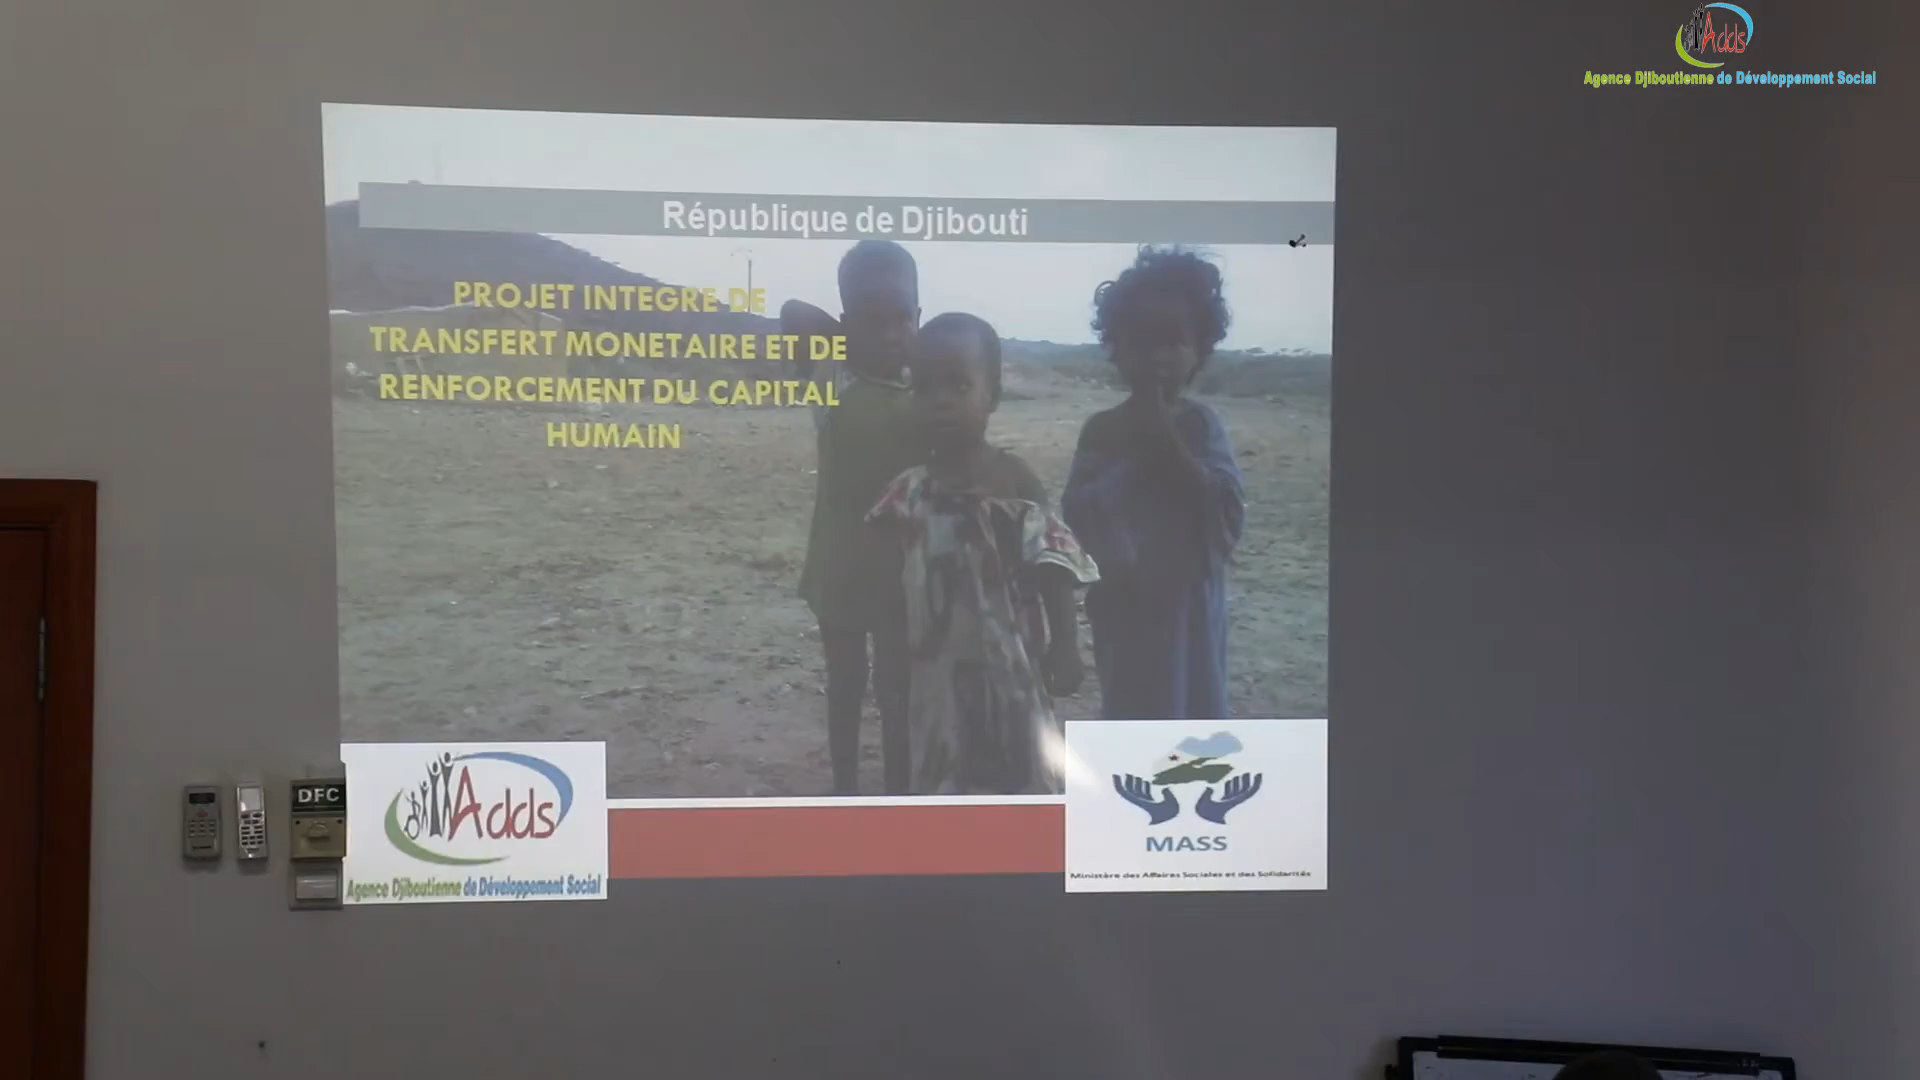 Adds
Agence Djiboutienne de Développement Social
République de Djibouti
PROJET INTEGRE DE
TRANSFERT MONETAIRE ET DE
RENFORCEMENT DU CAPITAL
HUMAIN
DFC
Adds
Agence Djiboutienne de Développement Social
MASS
Ministère des Affaires Sociales et des Solidarités